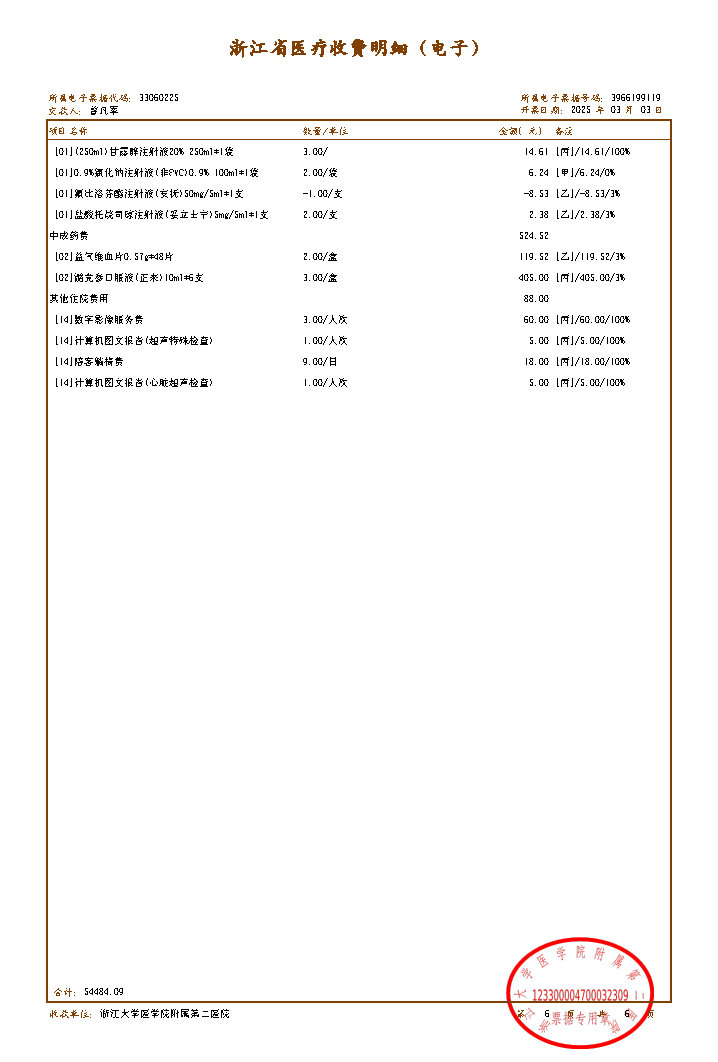 浙江省医疗收费明细（电子）
所属电子票据代码: 33060225 所属电子票据号码: 3966199119
交款人: 曾凡军 开票日期: 2025 年 03 月 03 日
项目名称 数量/单位 金额( 元) 备注
[01](250ml)甘露醇注射液20% 250ml*1袋 3.00/ 14.61 [丙]/14.61/100%
[01]0.9%氯化钠注射液(非PVC)0.9% 100ml*1袋 2.00/袋 6.24 [甲]/6.24/0%
[01]氟比洛芬酯注射液(安抚)50mg/5ml*1支 -1.00/支 -8.53 [乙]/-8.53/3%
[01]盐酸托烷司琼注射液(妥立士宁)5mg/5ml*1支 2.00/支 2.38 [乙]/2.38/3%
中成药费 524.52
[02]益气维血片0.57g*48片 2.00/盒 119.52 [乙]/119.52/3%
[02]芪参口服液(正来)10ml*6支 3.00/盒 405.00 [丙]/405.00/3%
其他住院费用 88.00
[14]数字影像服务费 3.00/人次 60.00 [丙]/60.00/100%
[14]计算机图文报告(超声特殊检查) 1.00/人次 5.00 [丙]/5.00/100%
[14]陪客躺椅费 9.00/日 18.00 [丙]/18.00/100%
[14]计算机图文报告(心脏超声检查) 1.00/人次 5.00 [丙]/5.00/100%
合计: 54484.09
收款单位: 浙江大学医学院附属第二医院 第 6 页 共 6 页
浙江大学医学院附属第二医院
123300004700032309
票据专用章